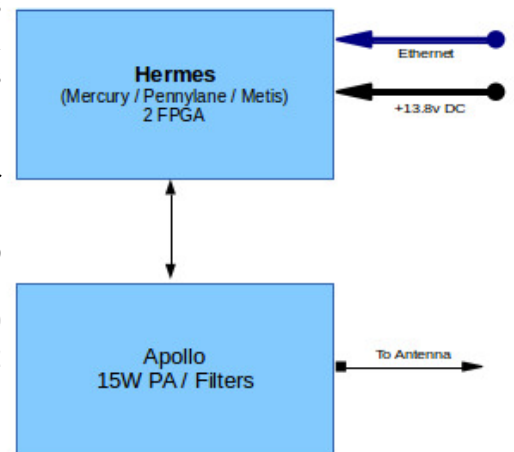 Hermes
(Mercury / Pennylane / Metis)
2 FPGA
Ethernet
+13.8v DC
Apollo
15W PA / Filters
To Antenna